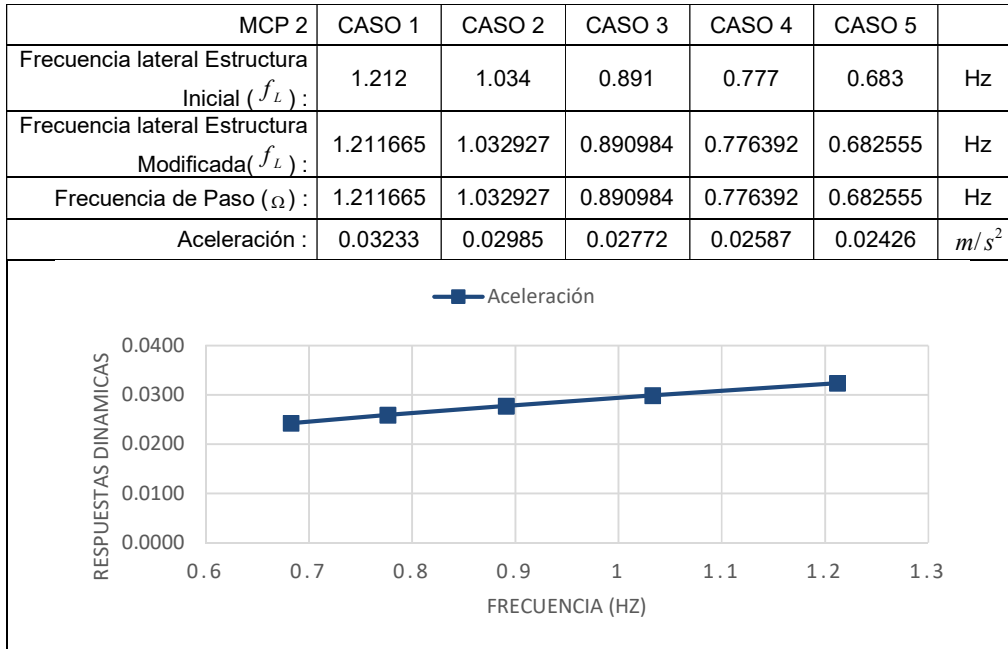 MCP 2 CASO 1 CASO 2 CASO 3 CASO 4 CASO 5
Frecuencia lateral Estructura
Inicial ( f_L ) : 1.212 1.034 0.891 0.777 0.683 Hz
Frecuencia lateral Estructura
Modificada( f_L ) : 1.211665 1.032927 0.890984 0.776392 0.682555 Hz
Frecuencia de Paso ( Ω ) : 1.211665 1.032927 0.890984 0.776392 0.682555 Hz
Aceleración : 0.03233 0.02985 0.02772 0.02587 0.02426 m/s²
Aceleración
RESPUESTAS DINAMICAS
0.0400
0.0300
0.0200
0.0100
0.0000
0.6 0.7 0.8 0.9 1 1.1 1.2 1.3
FRECUENCIA (HZ)